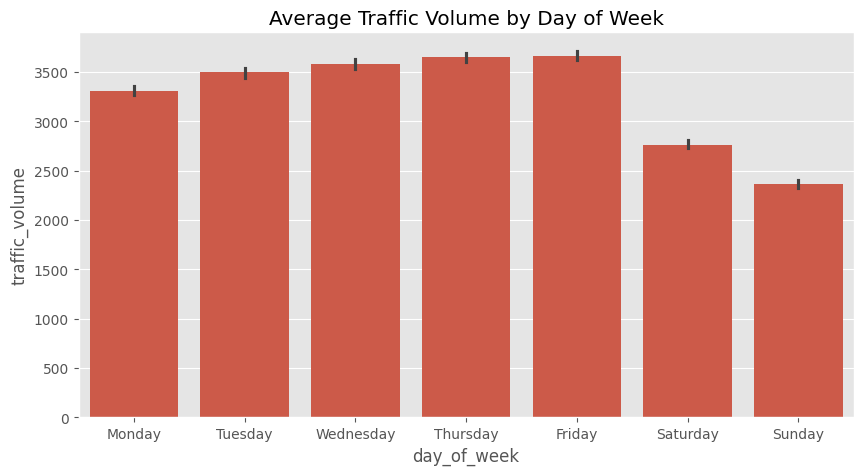 Average Traffic Volume by Day of Week
traffic_volume
3500
3000
2500
2000
1500
1000
500
0
Monday Tuesday Wednesday Thursday Friday Saturday Sunday
day_of_week